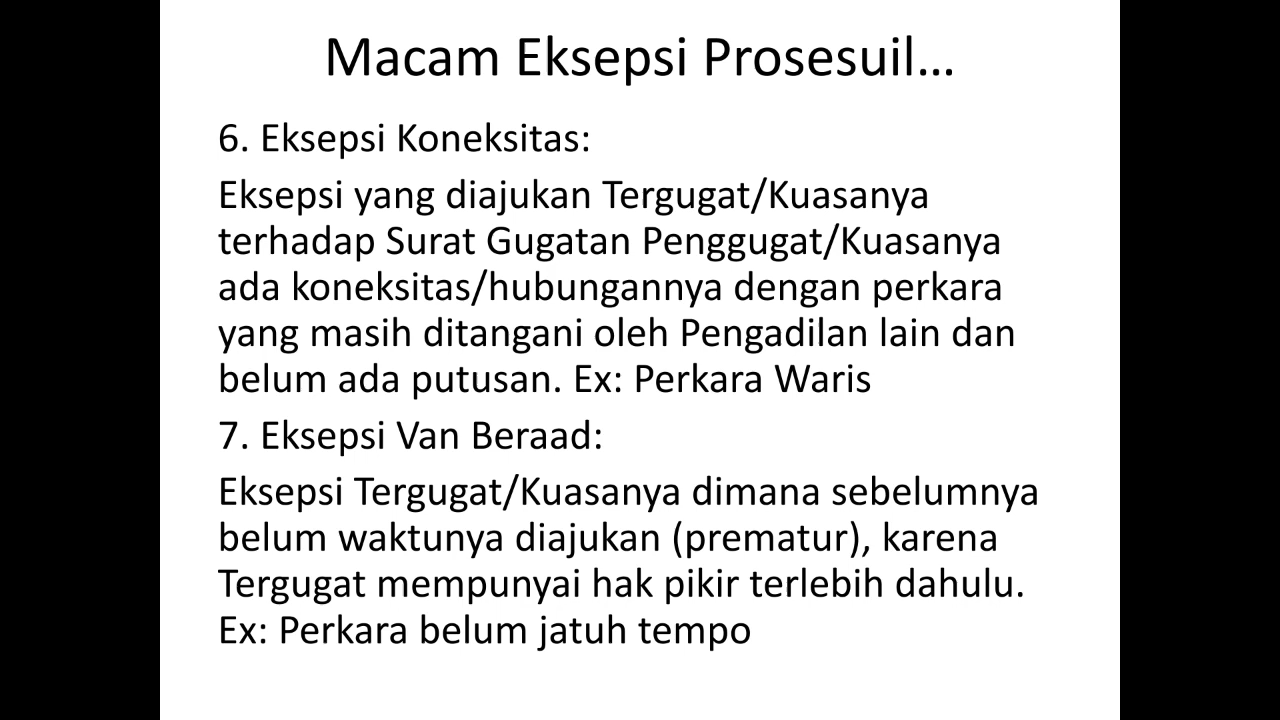 Macam Eksepsi Prosesuil…
6. Eksepsi Koneksitas:
Eksepsi yang diajukan Tergugat/Kuasanya
terhadap Surat Gugatan Penggugat/Kuasanya
ada koneksitas/hubungannya dengan perkara
yang masih ditangani oleh Pengadilan lain dan
belum ada putusan. Ex: Perkara Waris
7. Eksepsi Van Beraad:
Eksepsi Tergugat/Kuasanya dimana sebelumnya
belum waktunya diajukan (prematur), karena
Tergugat mempunyai hak pikir terlebih dahulu.
Ex: Perkara belum jatuh tempo